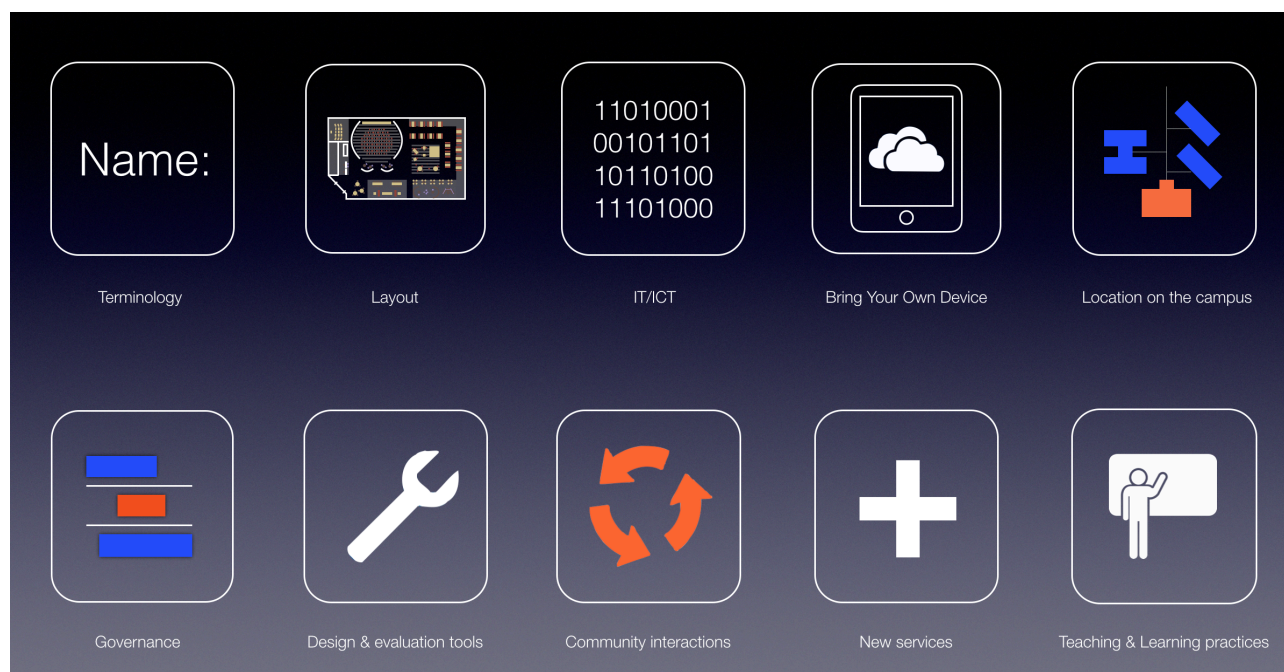 Name:
11010001
00101101
10110100
11101000
Terminology
Layout
IT/ICT
Bring Your Own Device
Location on the campus
Governance
Design & evaluation tools
Community interactions
New services
Teaching & Learning practices